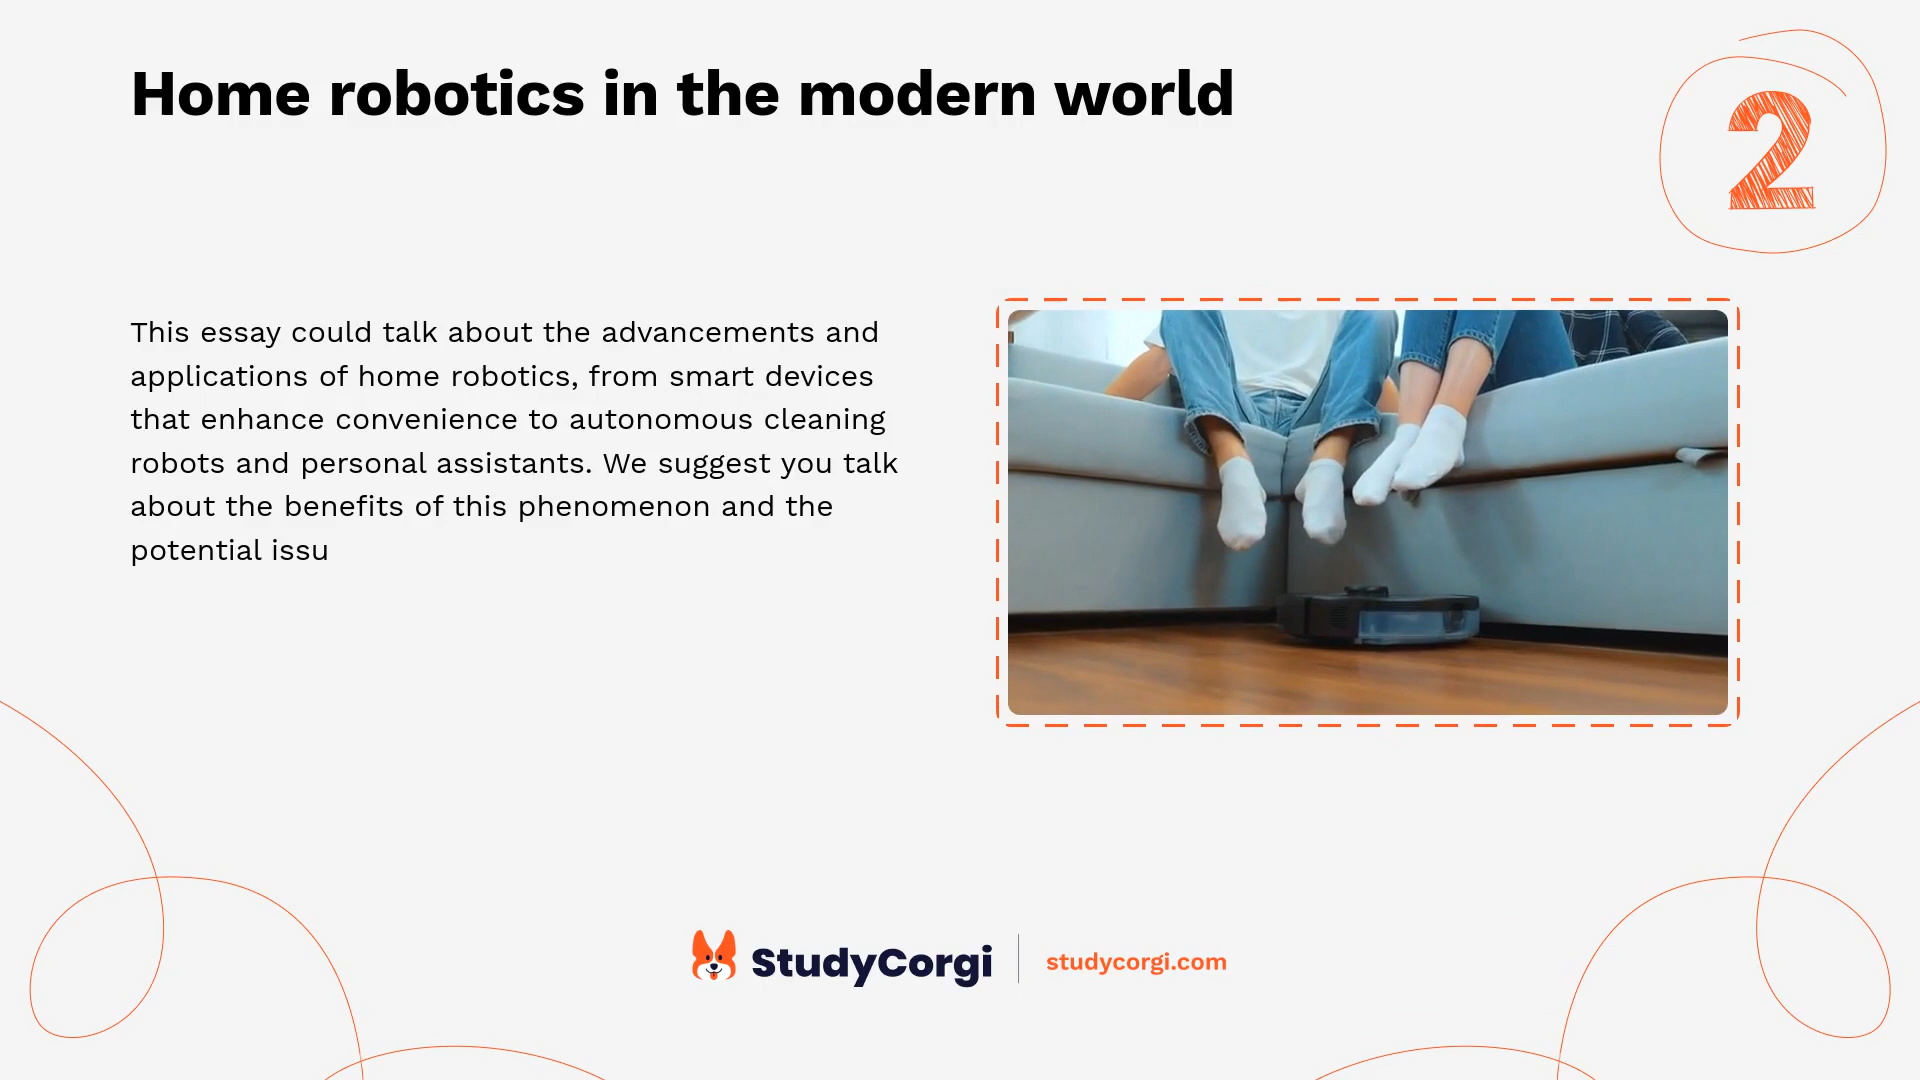 Home robotics in the modern world
2
This essay could talk about the advancements and
applications of home robotics, from smart devices
that enhance convenience to autonomous cleaning
robots and personal assistants. We suggest you talk
about the benefits of this phenomenon and the
potential issu
StudyCorgi
studycorgi.com